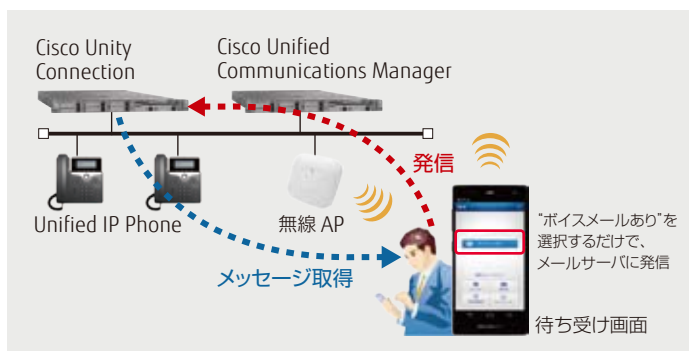 Cisco Unity
Connection
Cisco Unified
Communications Manager
発信
Unified IP Phone
無線 AP
メッセージ取得
“ボイスメールあり”を
選択するだけで、
メールサーバに発信
待ち受け画面